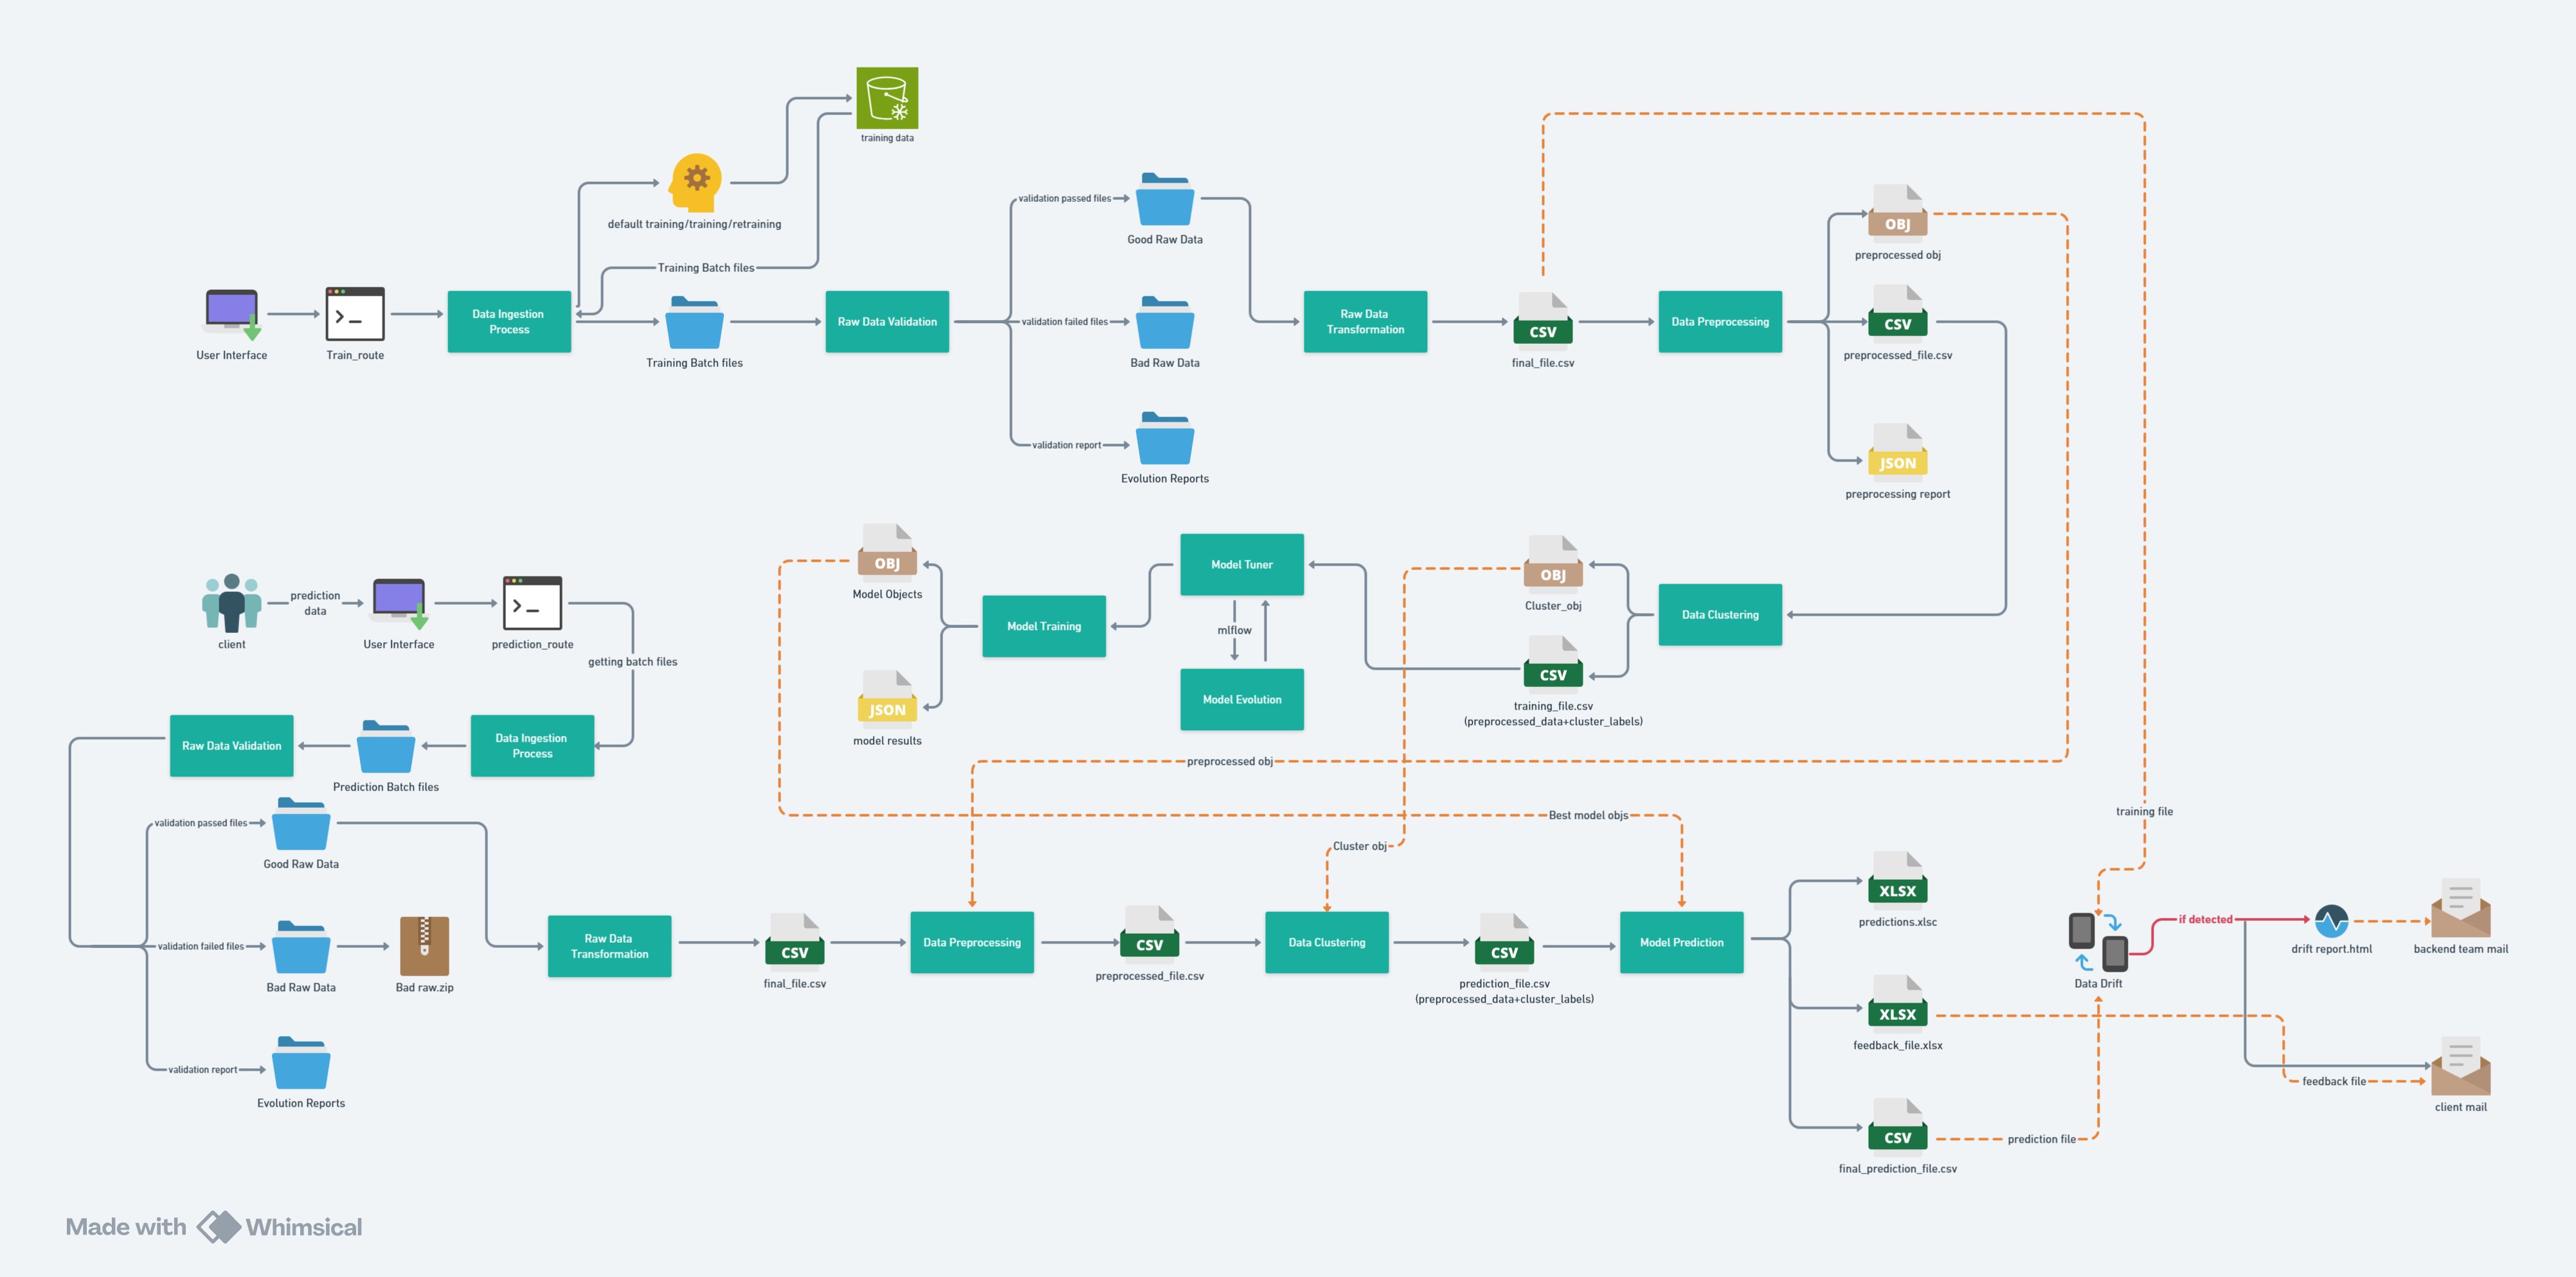 training data
default training/training/retraining
Training Batch files
User Interface
Train_route
Data Ingestion
Process
Training Batch files
Raw Data Validation
validation passed files
Good Raw Data
validation failed files
Bad Raw Data
validation report
Evolution Reports
Raw Data
Transformation
CSV
final_file.csv
Data Preprocessing
OBJ
preprocessed obj
CSV
preprocessed_file.csv
JSON
preprocessing report
client
prediction
data
User Interface
prediction_route
getting batch files
OBJ
Model Objects
JSON
model results
Model Training
Model Tuner
mlflow
Model Evolution
OBJ
Cluster_obj
CSV
training_file.csv
(preprocessed_data+cluster_labels)
Data Clustering
Raw Data Validation
Prediction Batch files
Data Ingestion
Process
preprocessed obj
Best model objs
Cluster obj
training file
validation passed files
Good Raw Data
validation failed files
Bad Raw Data
Bad raw.zip
validation report
Evolution Reports
Raw Data
Transformation
CSV
final_file.csv
Data Preprocessing
CSV
preprocessed_file.csv
Data Clustering
CSV
prediction_file.csv
(preprocessed_data+cluster_labels)
Model Prediction
XLSX
predictions.xlsc
XLSX
feedback_file.xlsx
CSV
final_prediction_file.csv
prediction file
Data Drift
if detected
drift report.html
backend team mail
feedback file
client mail
Made with Whimsical